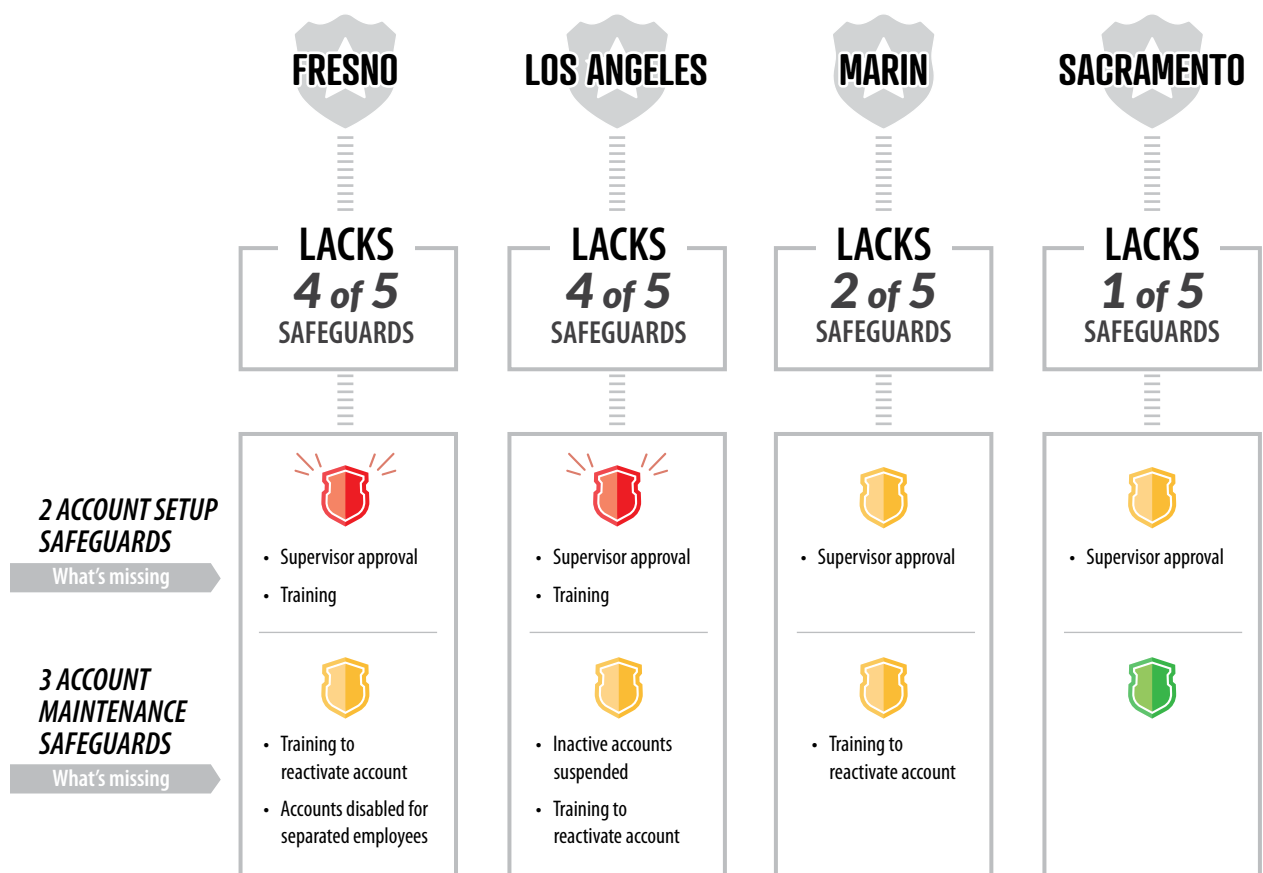 FRESNO
LOS ANGELES
MARIN
SACRAMENTO
LACKS
4 of 5
SAFEGUARDS
LACKS
4 of 5
SAFEGUARDS
LACKS
2 of 5
SAFEGUARDS
LACKS
1 of 5
SAFEGUARDS
2 ACCOUNT SETUP
SAFEGUARDS
What's missing
• Supervisor approval
• Training
• Supervisor approval
• Training
• Supervisor approval
• Supervisor approval
3 ACCOUNT
MAINTENANCE
SAFEGUARDS
What's missing
• Training to
reactivate account
• Accounts disabled for
separated employees
• Inactive accounts
suspended
• Training to
reactivate account
• Training to
reactivate account